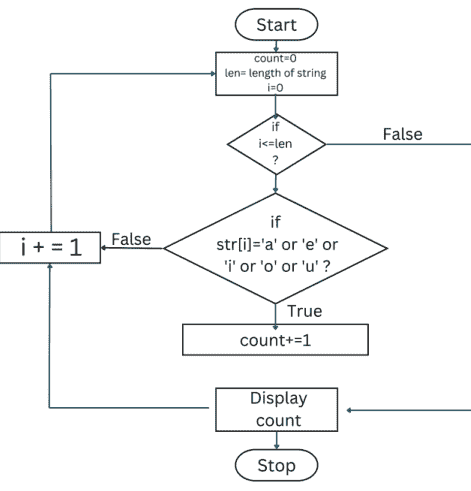 Start
count=0
len= length of string
i=0
if
i<=len
?
False
if
str[i]='a' or 'e' or
'i' or 'o' or 'u' ?
False
i + = 1
True
count+=1
Display
count
Stop